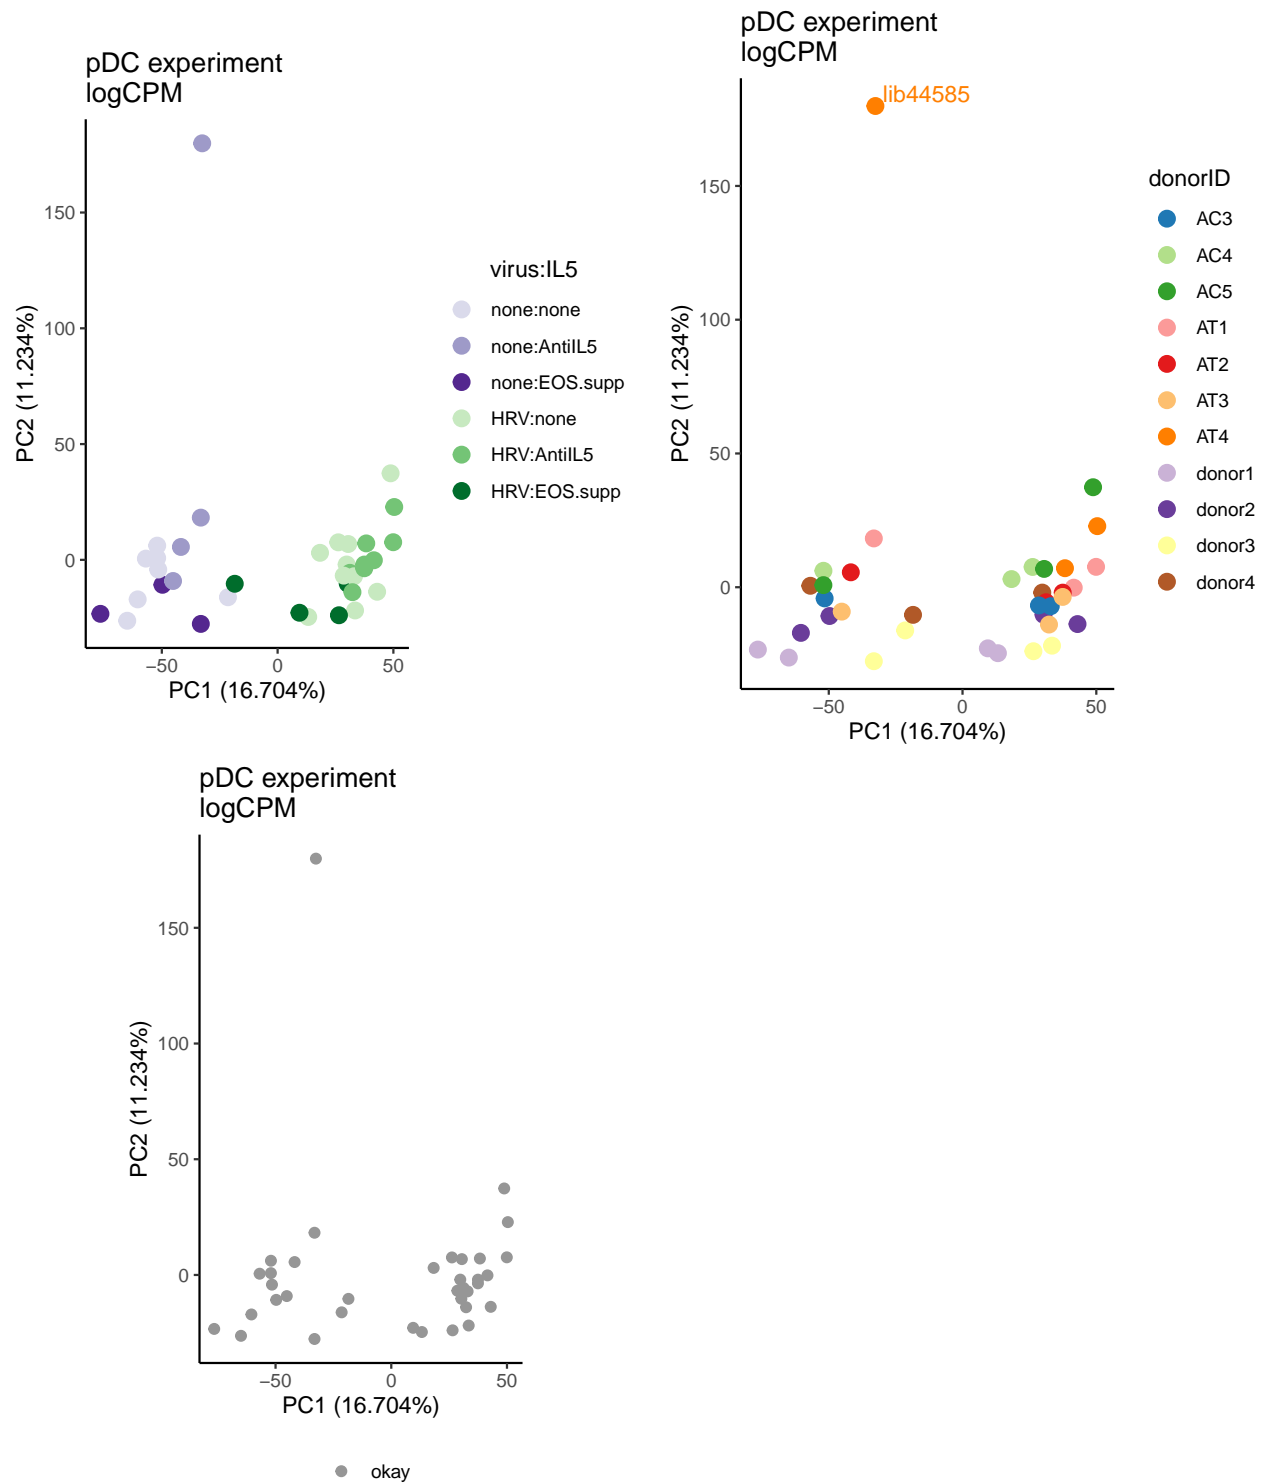 pDC experiment
logCPM
150
100
50
0
−50
0
50
PC2 (11.234%)
PC1 (16.704%)
virus:IL5
none:none
none:AntiIL5
none:EOS.supp
HRV:none
HRV:AntiIL5
HRV:EOS.supp
pDC experiment
logCPM
lib44585
150
100
50
0
−50
0
50
PC2 (11.234%)
PC1 (16.704%)
donorID
AC3
AC4
AC5
AT1
AT2
AT3
AT4
donor1
donor2
donor3
donor4
pDC experiment
logCPM
150
100
50
0
−50
0
50
PC2 (11.234%)
PC1 (16.704%)
okay